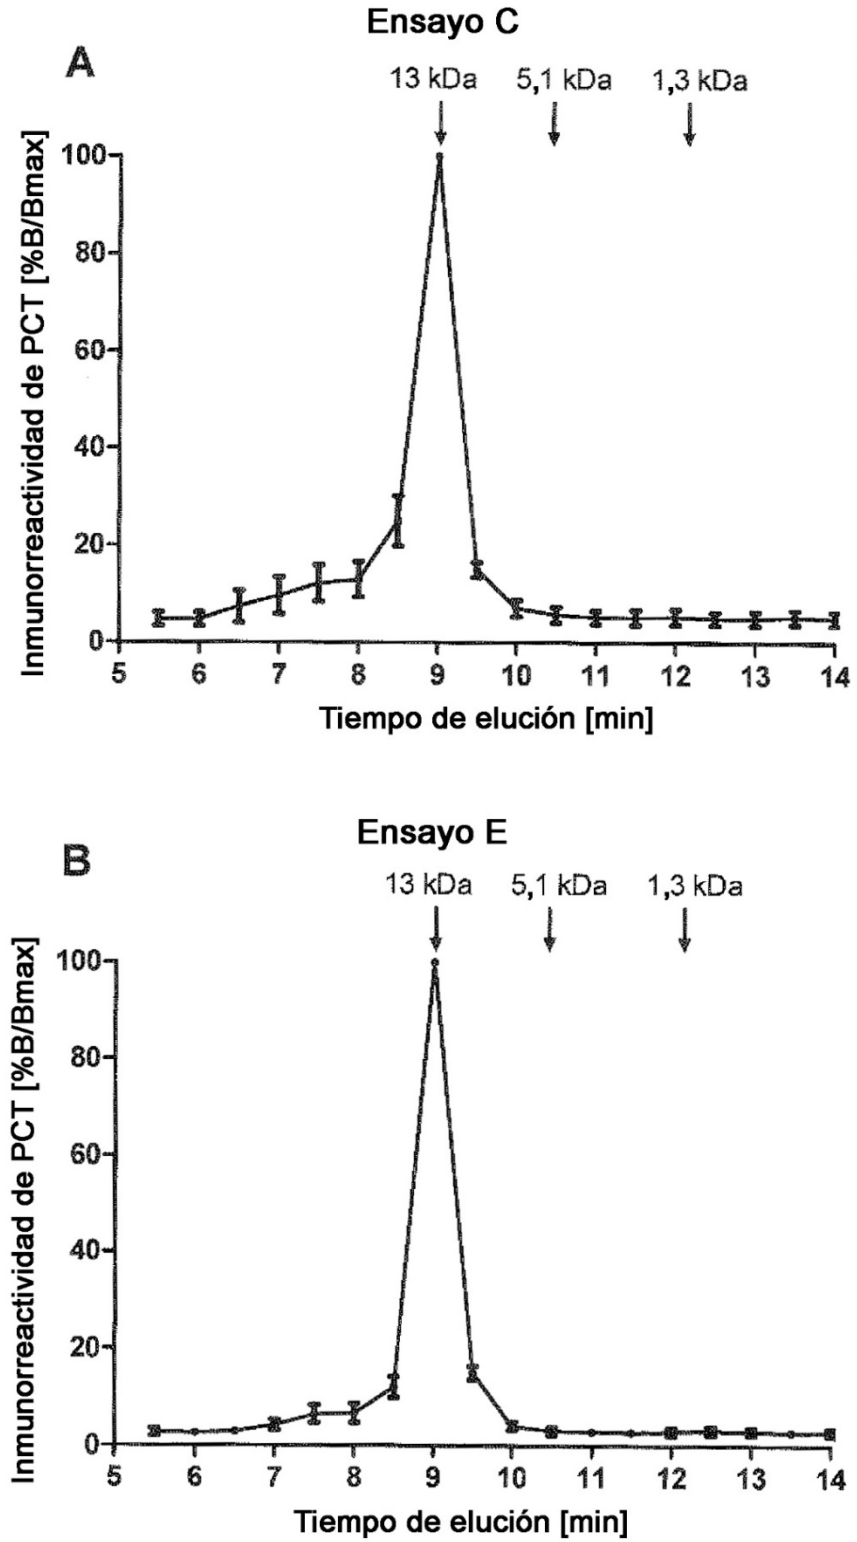 Ensayo C
A
13 kDa 5,1 kDa 1,3 kDa
100
80
60
40
20
0
Inmunorreactividad de PCT [%B/Bmax]
5 6 7 8 9 10 11 12 13 14
Tiempo de elución [min]
Ensayo E
B
13 kDa 5,1 kDa 1,3 kDa
100
80
60
40
20
0
Inmunorreactividad de PCT [%B/Bmax]
5 6 7 8 9 10 11 12 13 14
Tiempo de elución [min]